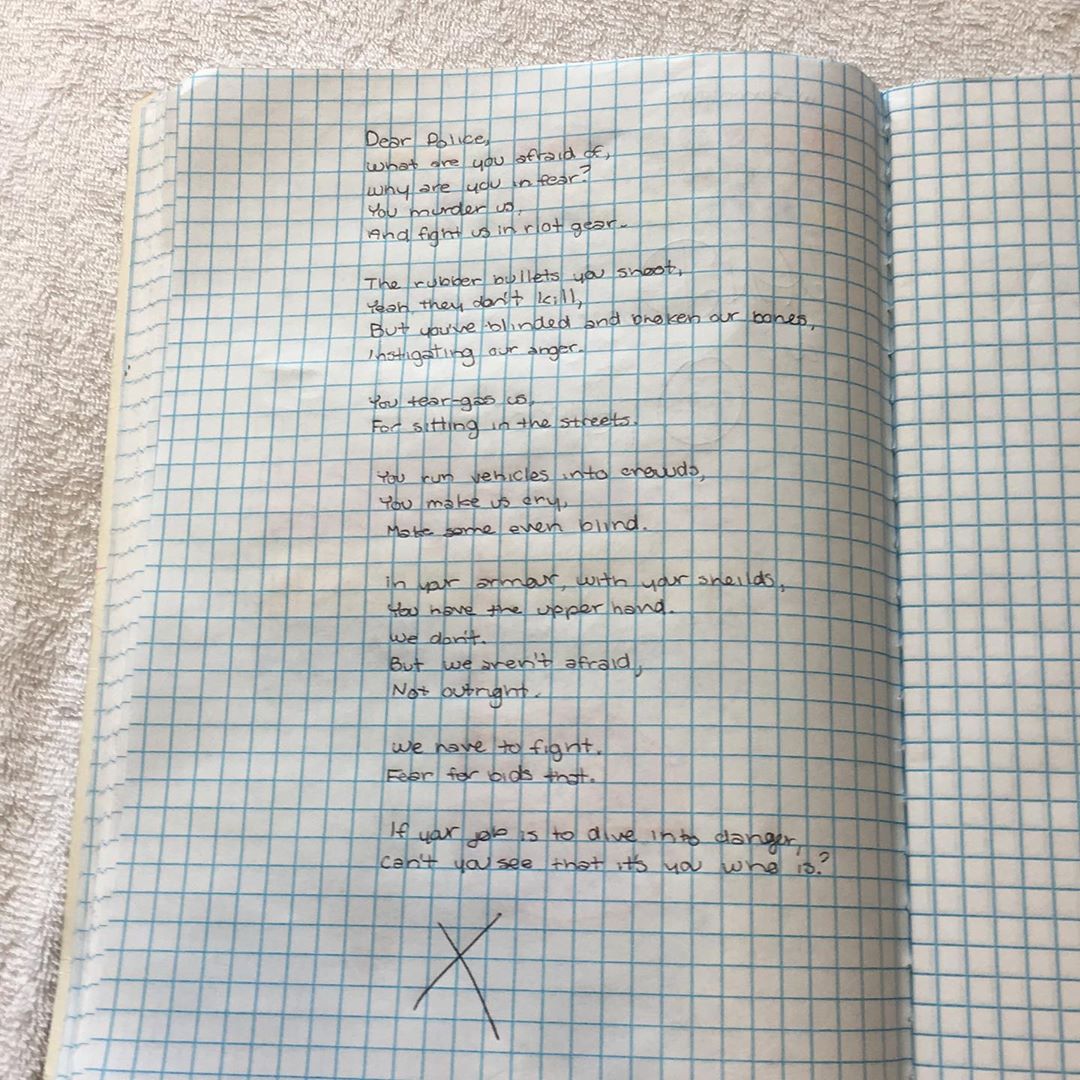 Dear Police,
what are you afraid of,
why are you in fear?
You murder us,
And fight us in riot gear.
The rubber bullets you shoot,
Yeah they don't kill,
But you've blinded and broken our bones,
Instigating our anger.
You tear-gas us,
For sitting in the streets.
You run vehicles into crowds,
You make us cry,
Make some even blind.
in your armour, with your sheilds,
You have the upper hand.
We don't.
But we aren't afraid,
Not outright.
We have to fight.
Fear for bids that.
If your job is to dive into danger,
can't you see that it's you who is?
X